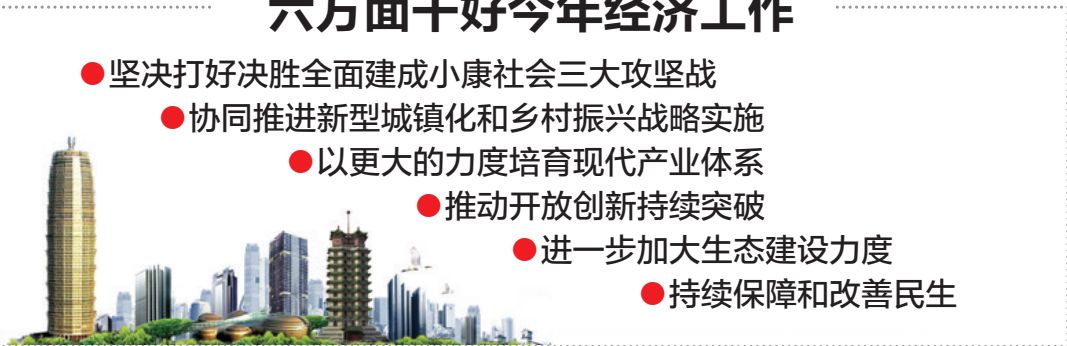 六方面干好今年经济工作
●坚决打好决胜全面建成小康社会三大攻坚战
●协同推进新型城镇化和乡村振兴战略实施
●以更大的力度培育现代产业体系
●推动开放创新持续突破
●进一步加大生态建设力度
●持续保障和改善民生